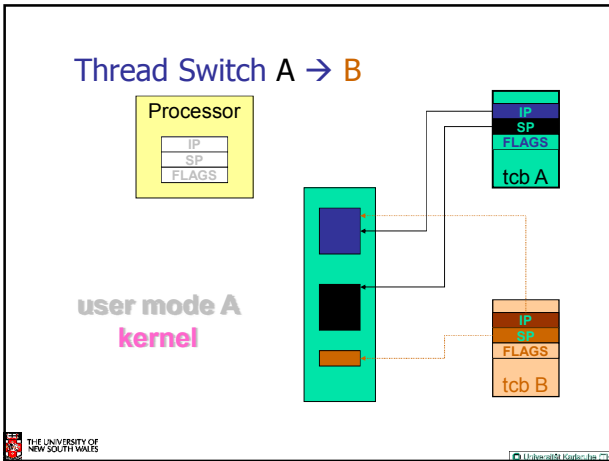 Thread Switch A → B
Processor
IP
SP
FLAGS
IP
SP
FLAGS
tcb A
user mode A
kernel
IP
SP
FLAGS
tcb B
THE UNIVERSITY OF
NEW SOUTH WALES
Universität Karlsruhe